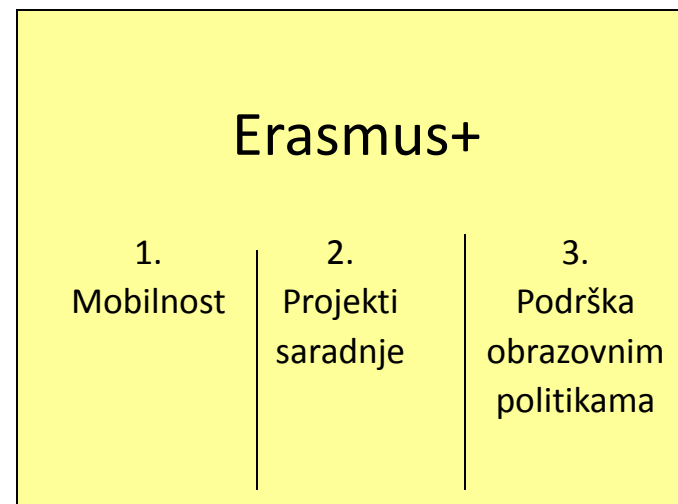 Erasmus+
1.
Mobilnost
2.
Projekti
saradnje
3.
Podrška
obrazovnim
politikama